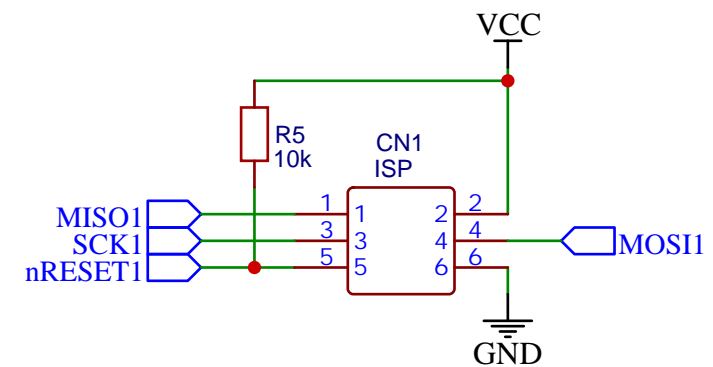 VCC
R5
10k
CN1
ISP
MISO1 1 1 2 2
SCK1 3 3 4 4 MOSI1
nRESET1 5 5 6 6
GND